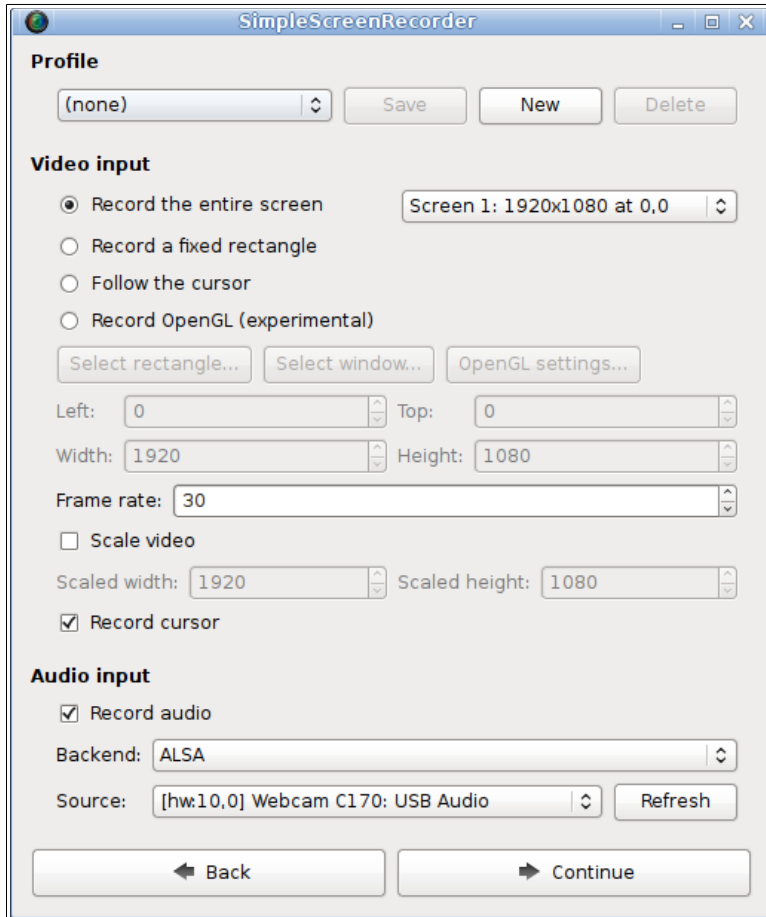 SimpleScreenRecorder
Profile
(none) Save New Delete
Video input
Record the entire screen Screen 1: 1920x1080 at 0,0
Record a fixed rectangle
Follow the cursor
Record OpenGL (experimental)
Select rectangle... Select window... OpenGL settings...
Left: 0 Top: 0
Width: 1920 Height: 1080
Frame rate: 30
Scale video
Scaled width: 1920 Scaled height: 1080
Record cursor
Audio input
Record audio
Backend: ALSA
Source: [hw:10,0] Webcam C170: USB Audio Refresh
Back Continue